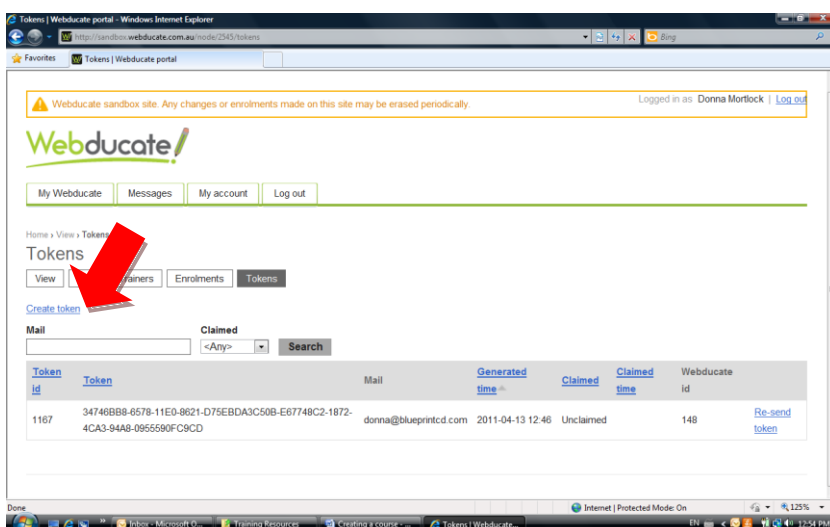 Tokens | Webducate portal - Windows Internet Explorer
http://sandbox.webducate.com.au/node/2545/tokens
Bing
Favorites
Tokens | Webducate portal
Webducate sandbox site. Any changes or enrolments made on this site may be erased periodically.
Logged in as Donna Mortlock | Log out
Webducate
My Webducate
Messages
My account
Log out
Home › View › Tokens
Tokens
View
Enrolments
Tokens
Create token
Mail
Claimed
<Any>
Search
Token id
Token
Mail
Generated time
Claimed
Claimed time
Webducate id
1167
34746BB8-6578-11E0-8621-D75EBDA3C50B-E67748C2-1872-
4CA3-94A8-0955590FC9CD
donna@blueprintcd.com
2011-04-13 12:46
Unclaimed
148
Re-send token
Done
Internet | Protected Mode: On
125%
Inbox - Microsoft O...
Training Resources
Creating a course - ...
Tokens | Webducate...
EN
12:54 PM